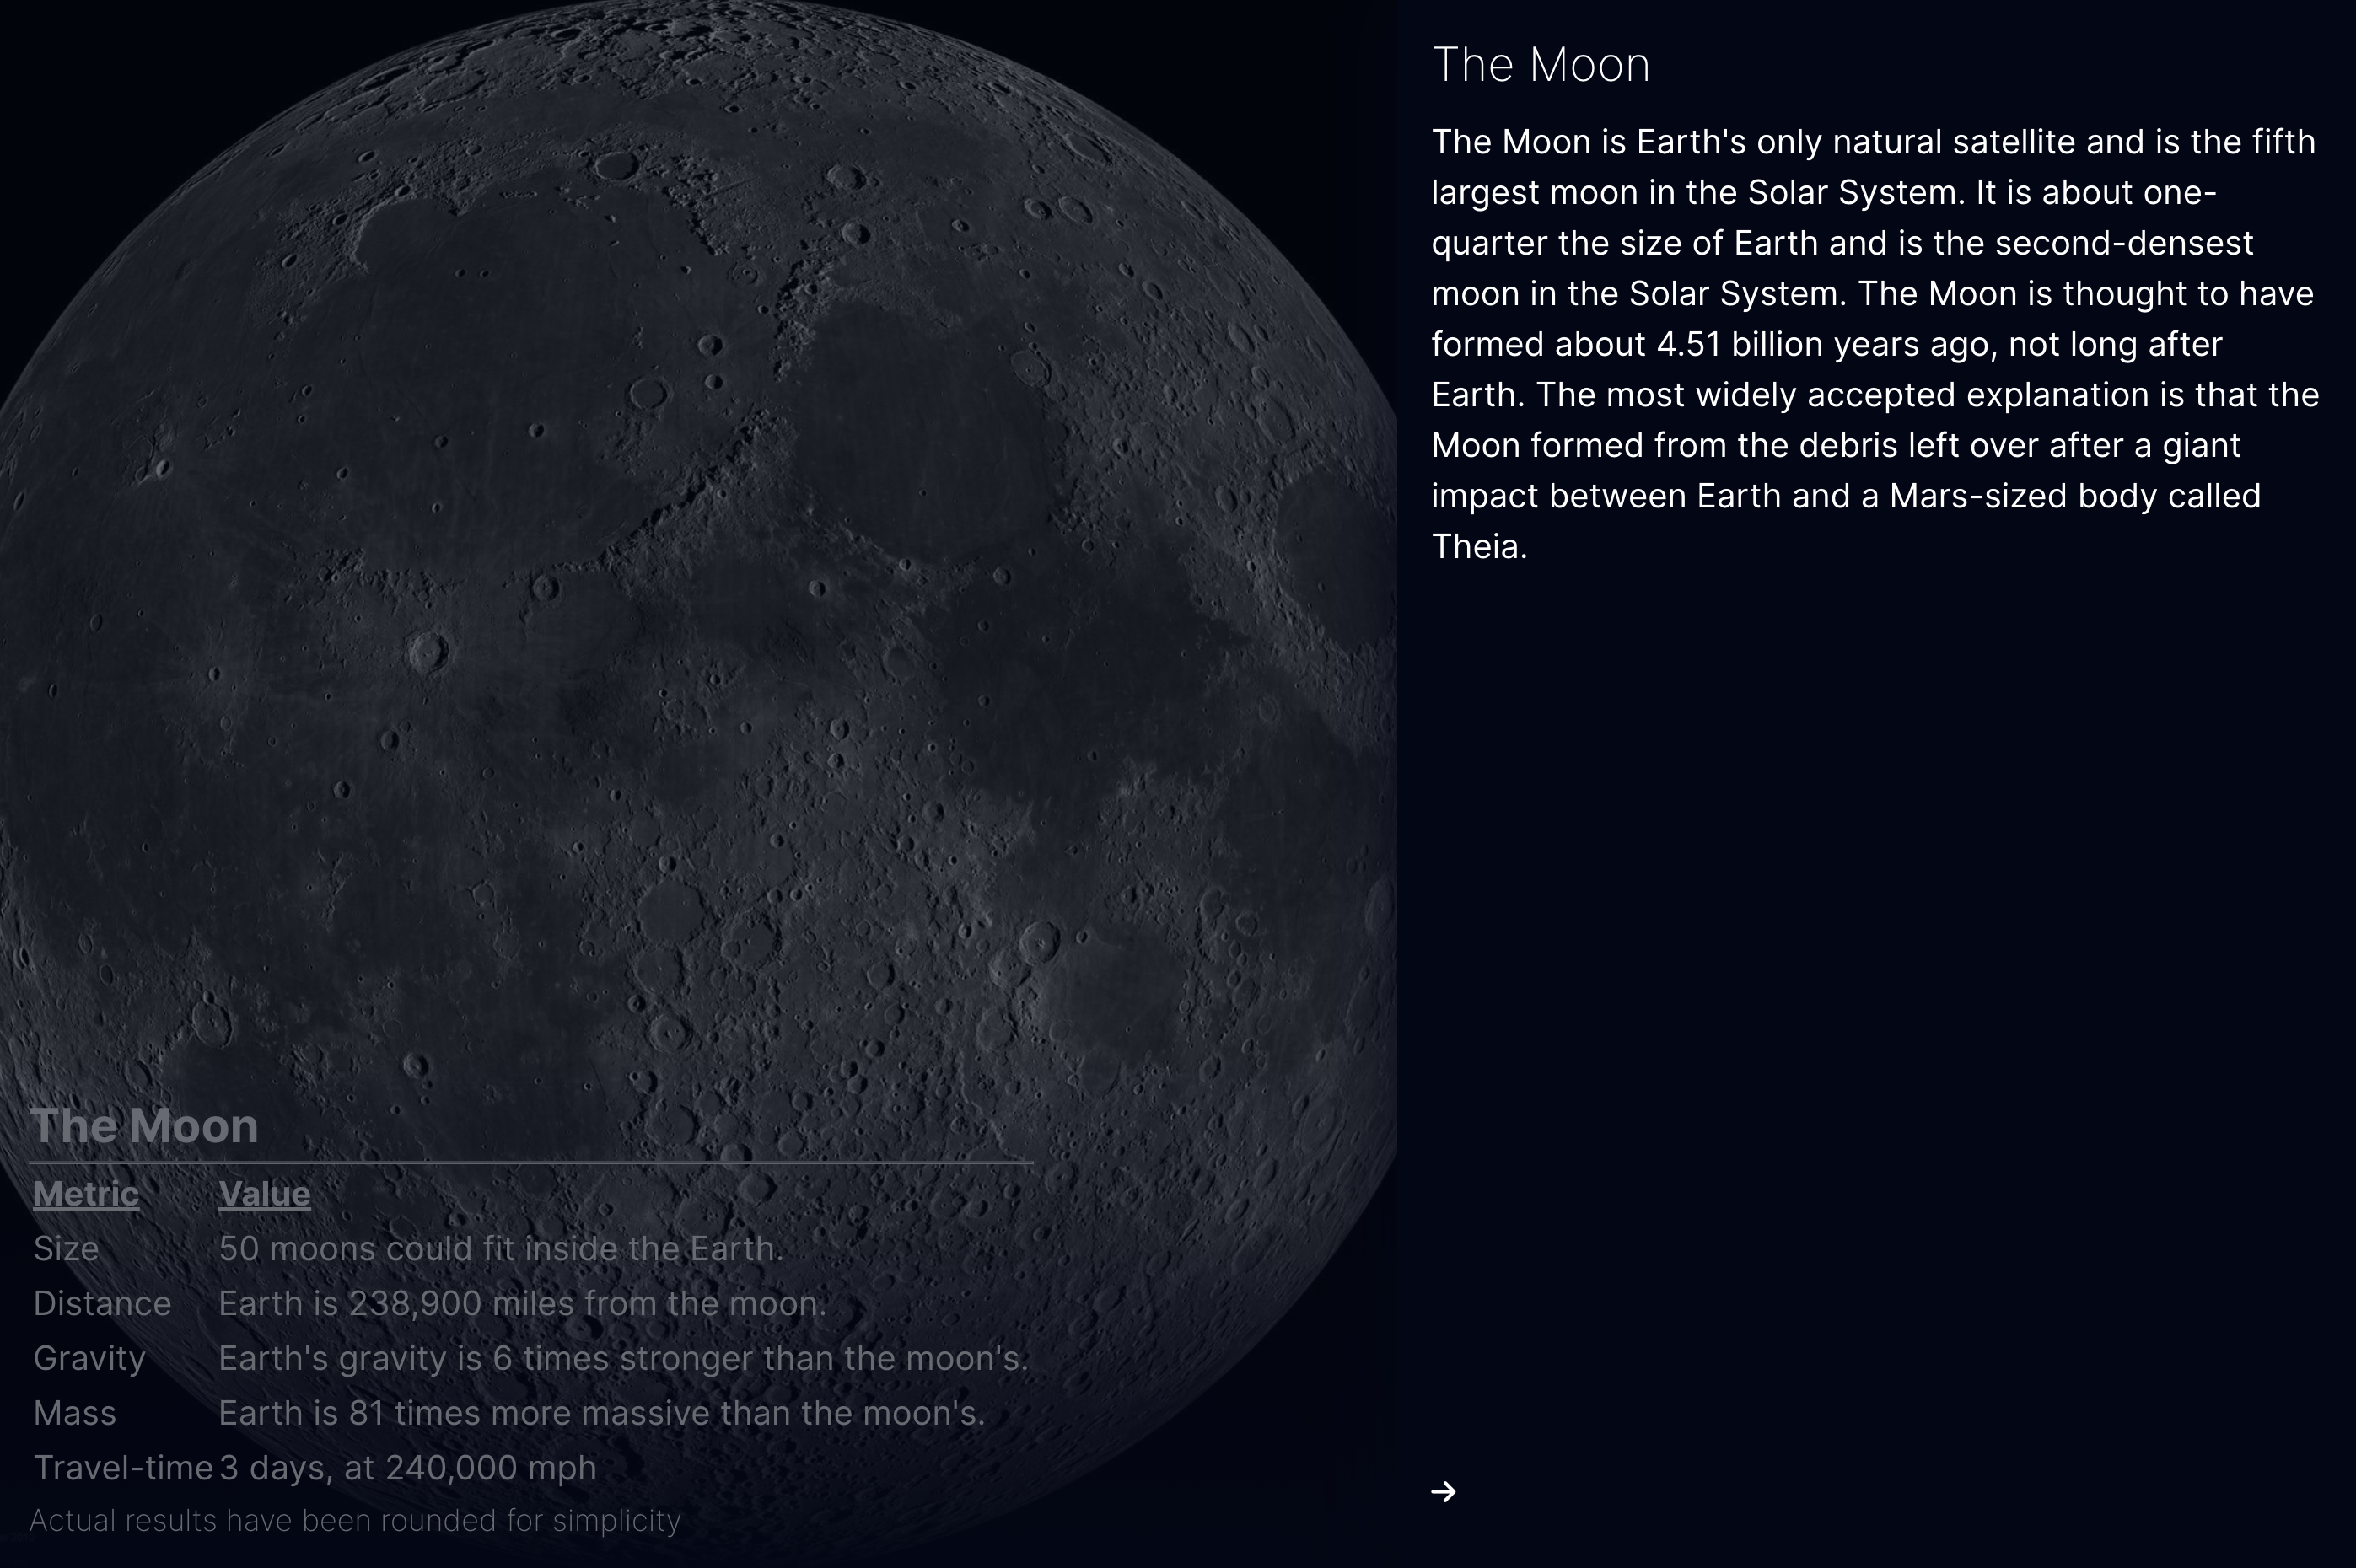 The Moon
The Moon is Earth's only natural satellite and is the fifth
largest moon in the Solar System. It is about one-
quarter the size of Earth and is the second-densest
moon in the Solar System. The Moon is thought to have
formed about 4.51 billion years ago, not long after
Earth. The most widely accepted explanation is that the
Moon formed from the debris left over after a giant
impact between Earth and a Mars-sized body called
Theia.
The Moon
Metric Value
Size 50 moons could fit inside the Earth.
Distance Earth is 238,900 miles from the moon.
Gravity Earth's gravity is 6 times stronger than the moon's.
Mass Earth is 81 times more massive than the moon's.
Travel-time 3 days, at 240,000 mph
Actual results have been rounded for simplicity